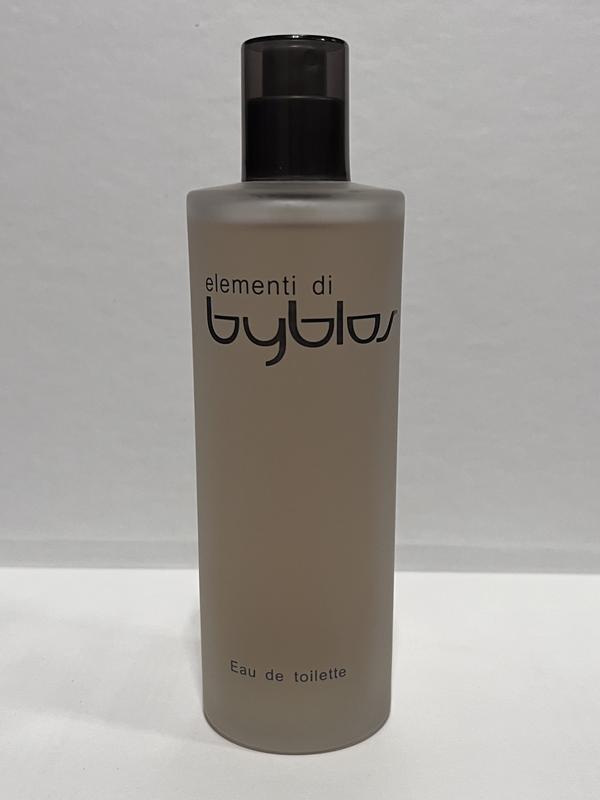 elementi di
byblos
Eau de toilette